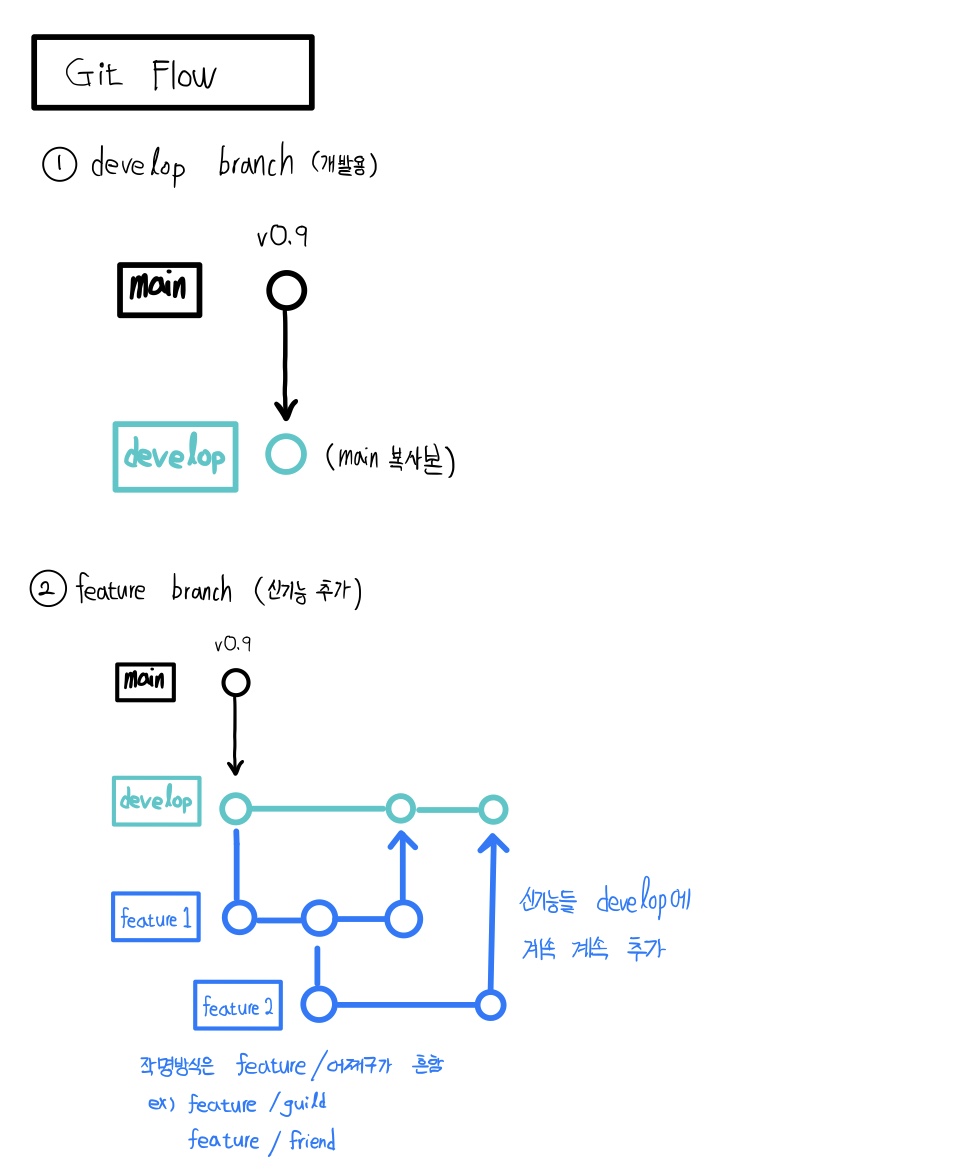 Git Flow
① develop branch (개발용)
v0.9
main
develop
(main 복사본)
② feature branch (신기능 추가)
v0.9
main
develop
feature 1
신기능들 develop에
계속 계속 추가
feature 2
작명방식은 feature/어쩌구가 흔함
ex) feature /guild
feature / friend